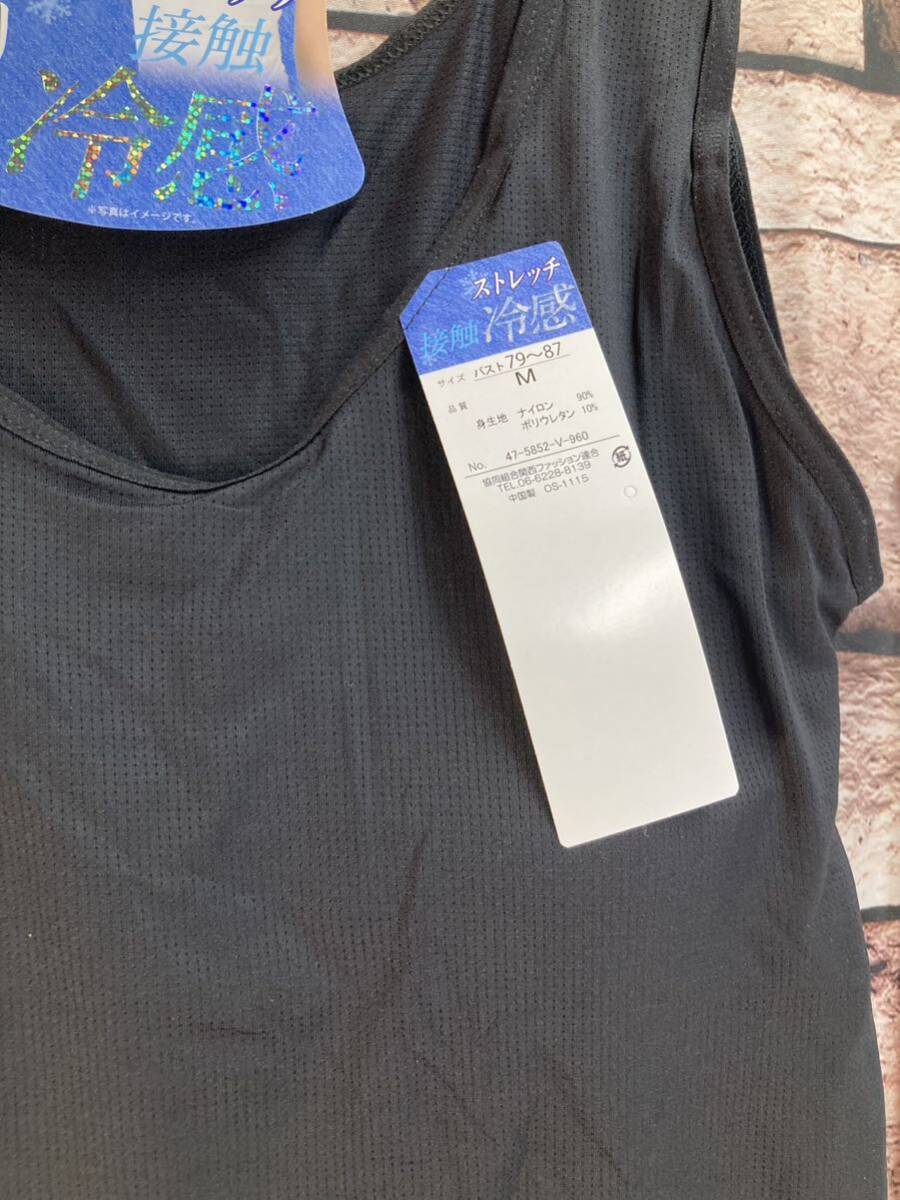 接触
冷感
※写真はイメージです。
ストレッチ
接触 冷感
サイズ バスト79〜87
M
品質
身生地 ナイロン 90%
ポリウレタン 10%
No. 47-5852-V-960
協同組合関西ファッション連合
TEL.06-6228-8139
中国製 OS-1115
紙